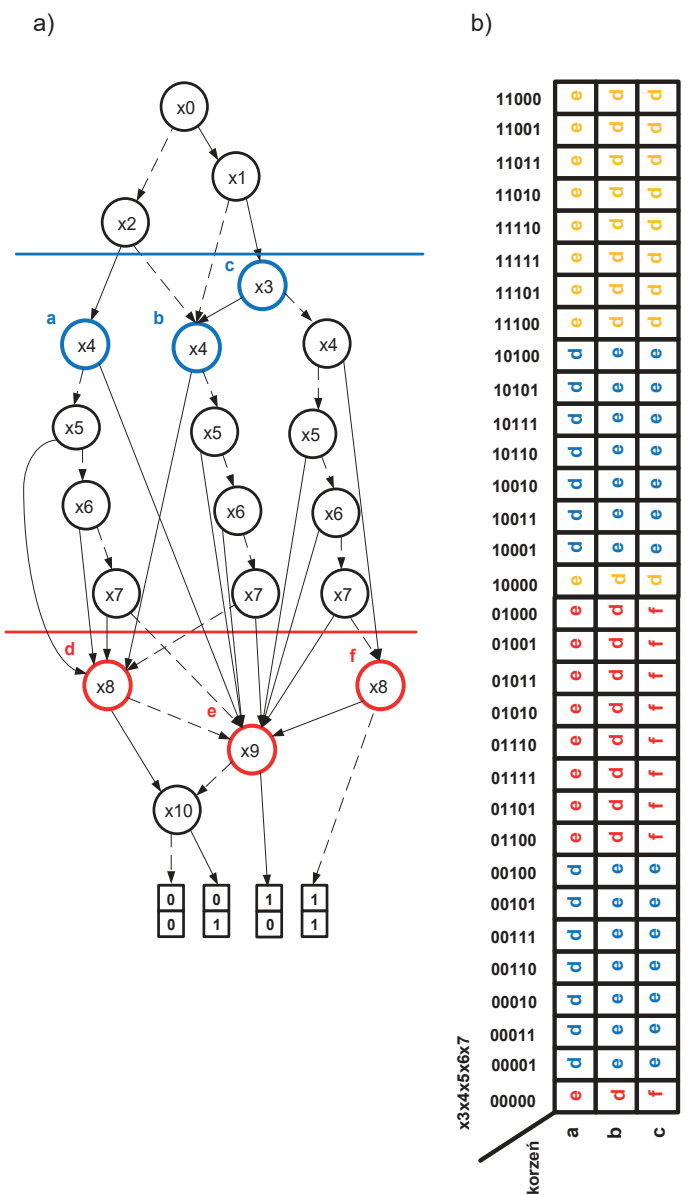 a)
x0
x1
x2
c
x3
a
b
x4
x4
x4
x5
x5
x5
x6
x6
x6
x7
x7
x7
d
f
x8
x8
e
x9
x10
0 0 1 1
0 1 0 1
b)
11000 e d d
11001 e d d
11011 e d d
11010 e d d
11110 e d d
11111 e d d
11101 e d d
11100 e d d
10100 d e e
10101 d e e
10111 d e e
10110 d e e
10010 d e e
10011 d e e
10001 d e e
10000 e d d
01000 e d f
01001 e d f
01011 e d f
01010 e d f
01110 e d f
01111 e d f
01101 e d f
01100 e d f
00100 d e e
00101 d e e
00111 d e e
00110 d e e
00010 d e e
00011 d e e
00001 d e e
00000 e d f
x3x4x5x6x7
korzeń
a b c